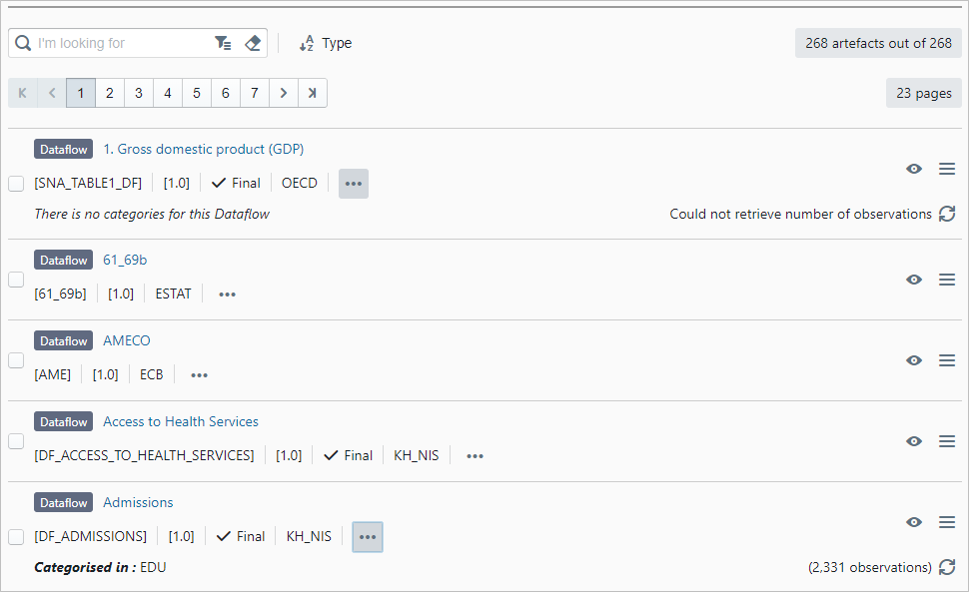 I'm looking for Type 268 artefacts out of 268
1 2 3 4 5 6 7 23 pages
Dataflow 1. Gross domestic product (GDP)
[SNA_TABLE1_DF] [1.0] Final OECD
There is no categories for this Dataflow Could not retrieve number of observations
Dataflow 61_69b
[61_69b] [1.0] ESTAT
Dataflow AMECO
[AME] [1.0] ECB
Dataflow Access to Health Services
[DF_ACCESS_TO_HEALTH_SERVICES] [1.0] Final KH_NIS
Dataflow Admissions
[DF_ADMISSIONS] [1.0] Final KH_NIS
Categorised in : EDU (2,331 observations)